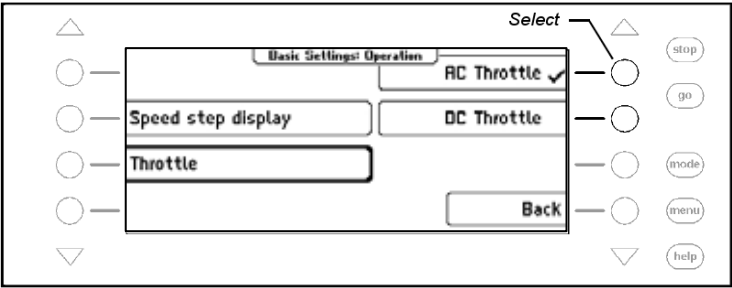 Select
stop
Basic Settings: Operation
AC Throttle ✓
go
Speed step display
DC Throttle
Throttle
mode
Back
menu
help